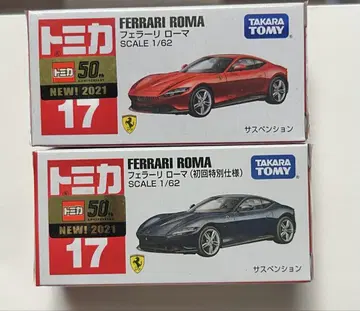 トミカ
FERRARI ROMA
フェラーリ ローマ
SCALE 1/62
TAKARA
TOMY
トミカ 50th
NEW! 2021
17
サスペンション
トミカ
FERRARI ROMA
フェラーリ ローマ (初回特別仕様)
SCALE 1/62
TAKARA
TOMY
トミカ 50th
NEW! 2021
17
サスペンション